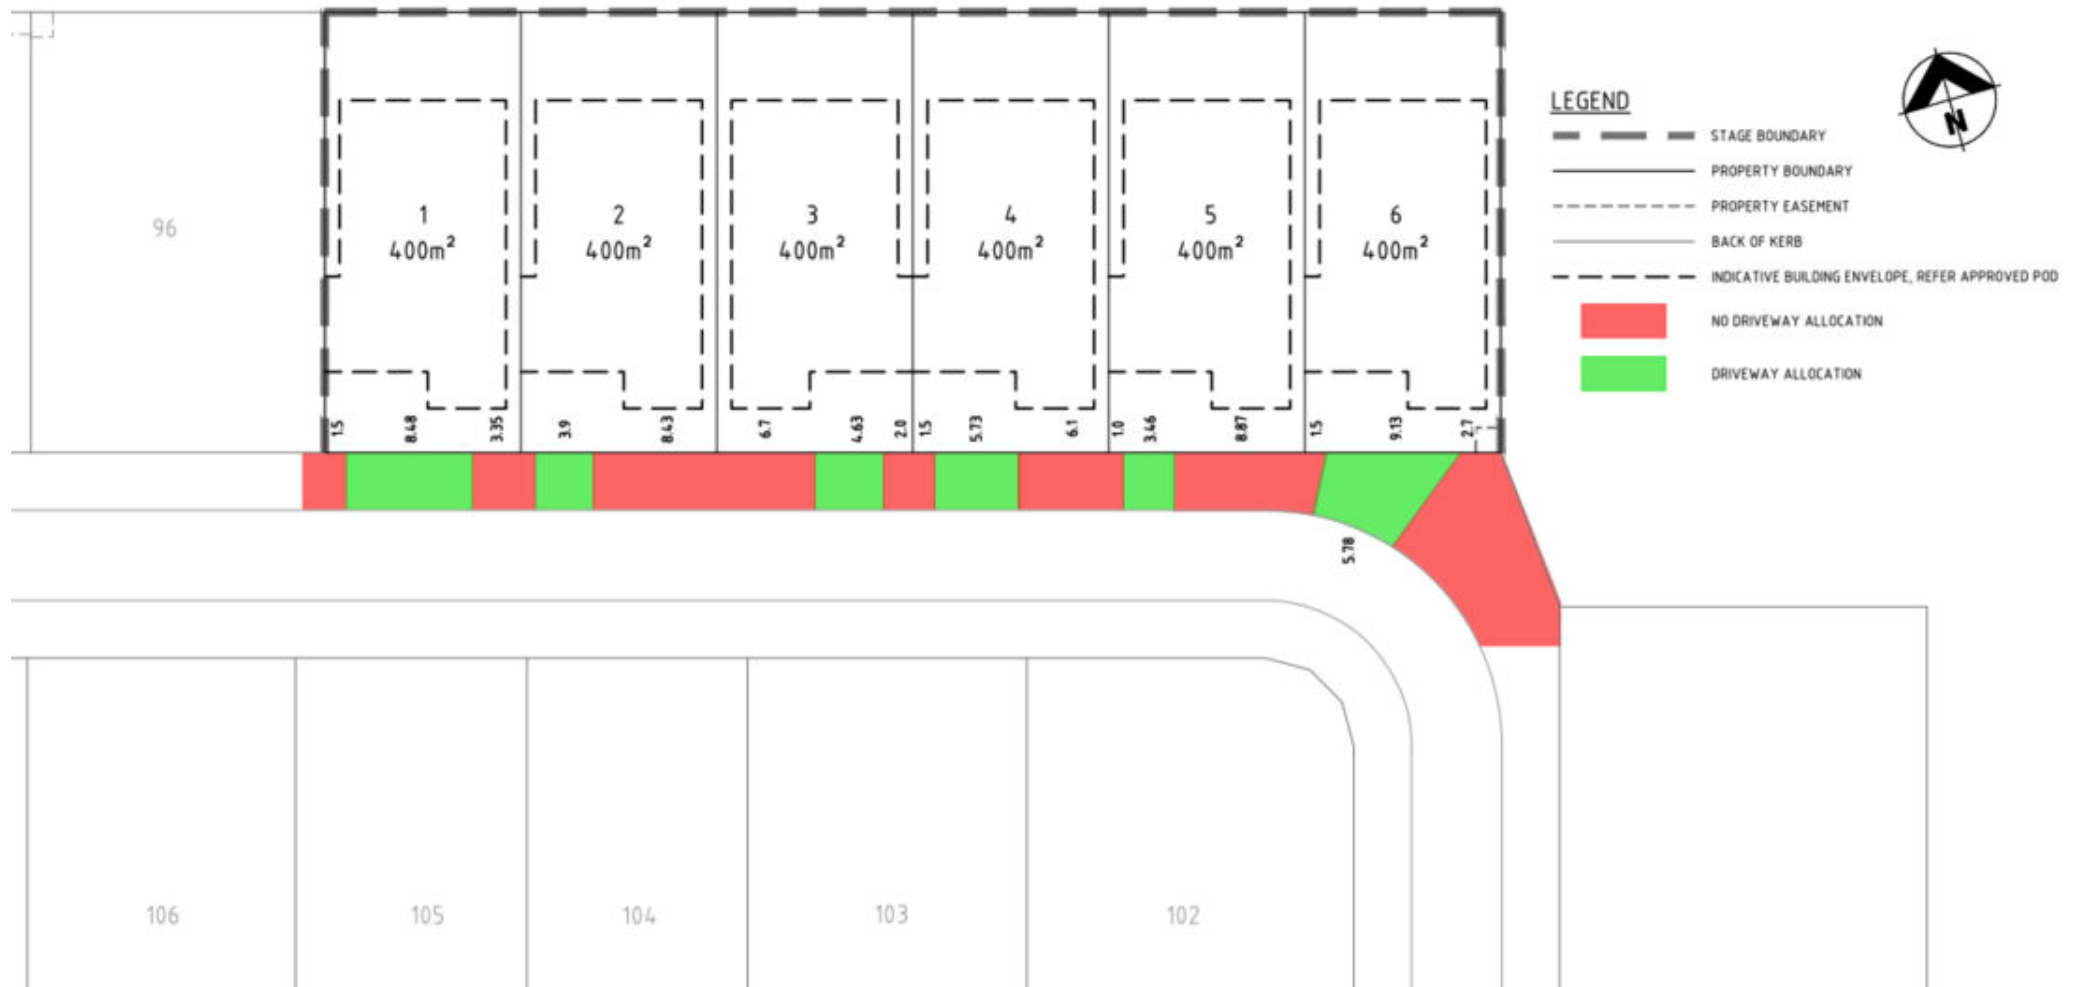 LEGEND
STAGE BOUNDARY
PROPERTY BOUNDARY
PROPERTY EASEMENT
BACK OF KERB
INDICATIVE BUILDING ENVELOPE, REFER APPROVED POD
NO DRIVEWAY ALLOCATION
DRIVEWAY ALLOCATION
N
96
1
400m²
2
400m²
3
400m²
4
400m²
5
400m²
6
400m²
1.5
8.48
3.35
3.9
8.43
6.7
4.63
2.0
1.5
5.73
6.1
1.0
3.46
8.87
1.5
9.13
2.7
5.78
106
105
104
103
102